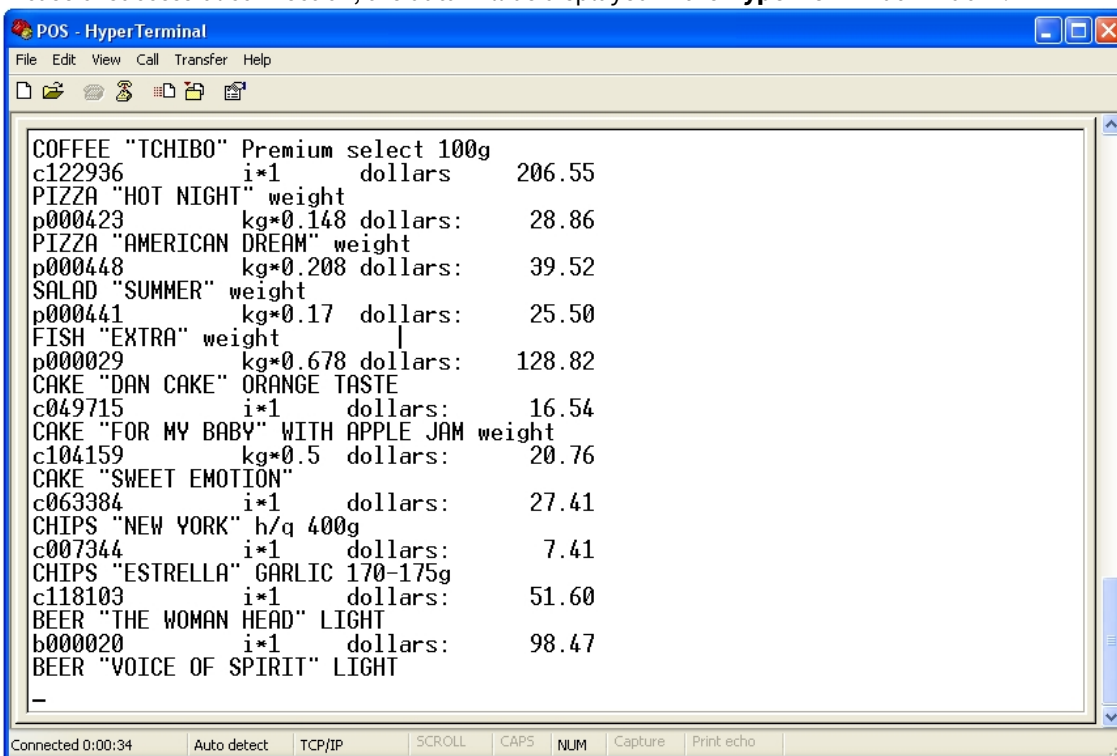 POS - HyperTerminal
File Edit View Call Transfer Help
COFFEE "TCHIBO" Premium select 100g
c122936 i*1 dollars 206.55
PIZZA "HOT NIGHT" weight
p000423 kg*0.148 dollars: 28.86
PIZZA "AMERICAN DREAM" weight
p000448 kg*0.208 dollars: 39.52
SALAD "SUMMER" weight
p000441 kg*0.17 dollars: 25.50
FISH "EXTRA" weight
p000029 kg*0.678 dollars: 128.82
CAKE "DAN CAKE" ORANGE TASTE
c049715 i*1 dollars: 16.54
CAKE "FOR MY BABY" WITH APPLE JAM weight
c104159 kg*0.5 dollars: 20.76
CAKE "SWEET EMOTION"
c063384 i*1 dollars: 27.41
CHIPS "NEW YORK" h/q 400g
c007344 i*1 dollars: 7.41
CHIPS "ESTRELLA" GARLIC 170-175g
c118103 i*1 dollars: 51.60
BEER "THE WOMAN HEAD" LIGHT
b000020 i*1 dollars: 98.47
BEER "VOICE OF SPIRIT" LIGHT
_
Connected 0:00:34 Auto detect TCP/IP SCROLL CAPS NUM Capture Print echo